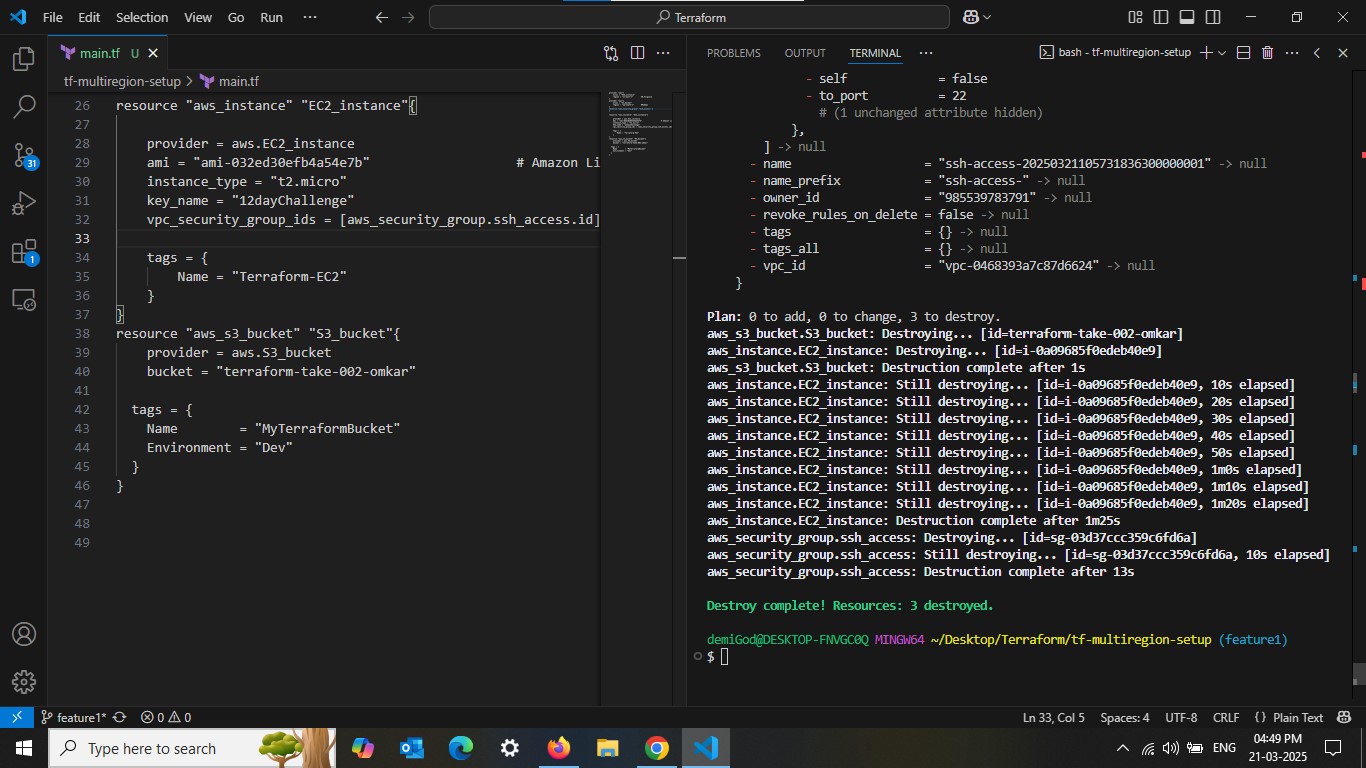 File Edit Selection View Go Run ··· Terraform
main.tf U
tf-multiregion-setup > main.tf
26 resource "aws_instance" "EC2_instance"{
27
28 provider = aws.EC2_instance
29 ami = "ami-032ed30efb4a54e7b" # Amazon Li
30 instance_type = "t2.micro"
31 key_name = "12dayChallenge"
32 vpc_security_group_ids = [aws_security_group.ssh_access.id]
33
34 tags = {
35 Name = "Terraform-EC2"
36 }
37 }
38 resource "aws_s3_bucket" "S3_bucket"{
39 provider = aws.S3_bucket
40 bucket = "terraform-take-002-omkar"
41
42 tags = {
43 Name = "MyTerraformBucket"
44 Environment = "Dev"
45 }
46 }
47
48
49
31
1
PROBLEMS OUTPUT TERMINAL ··· bash - tf-multiregion-setup
- self = false
- to_port = 22
# (1 unchanged attribute hidden)
},
] -> null
- name = "ssh-access-20250321105731836300000001" -> null
- name_prefix = "ssh-access-" -> null
- owner_id = "985539783791" -> null
- revoke_rules_on_delete = false -> null
- tags = {} -> null
- tags_all = {} -> null
- vpc_id = "vpc-0468393a7c87d6624" -> null
}
Plan: 0 to add, 0 to change, 3 to destroy.
aws_s3_bucket.S3_bucket: Destroying... [id=terraform-take-002-omkar]
aws_instance.EC2_instance: Destroying... [id=i-0a09685f0edeb40e9]
aws_s3_bucket.S3_bucket: Destruction complete after 1s
aws_instance.EC2_instance: Still destroying... [id=i-0a09685f0edeb40e9, 10s elapsed]
aws_instance.EC2_instance: Still destroying... [id=i-0a09685f0edeb40e9, 20s elapsed]
aws_instance.EC2_instance: Still destroying... [id=i-0a09685f0edeb40e9, 30s elapsed]
aws_instance.EC2_instance: Still destroying... [id=i-0a09685f0edeb40e9, 40s elapsed]
aws_instance.EC2_instance: Still destroying... [id=i-0a09685f0edeb40e9, 50s elapsed]
aws_instance.EC2_instance: Still destroying... [id=i-0a09685f0edeb40e9, 1m0s elapsed]
aws_instance.EC2_instance: Still destroying... [id=i-0a09685f0edeb40e9, 1m10s elapsed]
aws_instance.EC2_instance: Still destroying... [id=i-0a09685f0edeb40e9, 1m20s elapsed]
aws_instance.EC2_instance: Destruction complete after 1m25s
aws_security_group.ssh_access: Destroying... [id=sg-03d37ccc359c6fd6a]
aws_security_group.ssh_access: Still destroying... [id=sg-03d37ccc359c6fd6a, 10s elapsed]
aws_security_group.ssh_access: Destruction complete after 13s
Destroy complete! Resources: 3 destroyed.
demiGod@DESKTOP-FNVGC0Q MINGW64 ~/Desktop/Terraform/tf-multiregion-setup (feature1)
$
feature1* 0 0 Ln 33, Col 5 Spaces: 4 UTF-8 CRLF {} Plain Text
Type here to search ENG 04:49 PM
21-03-2025